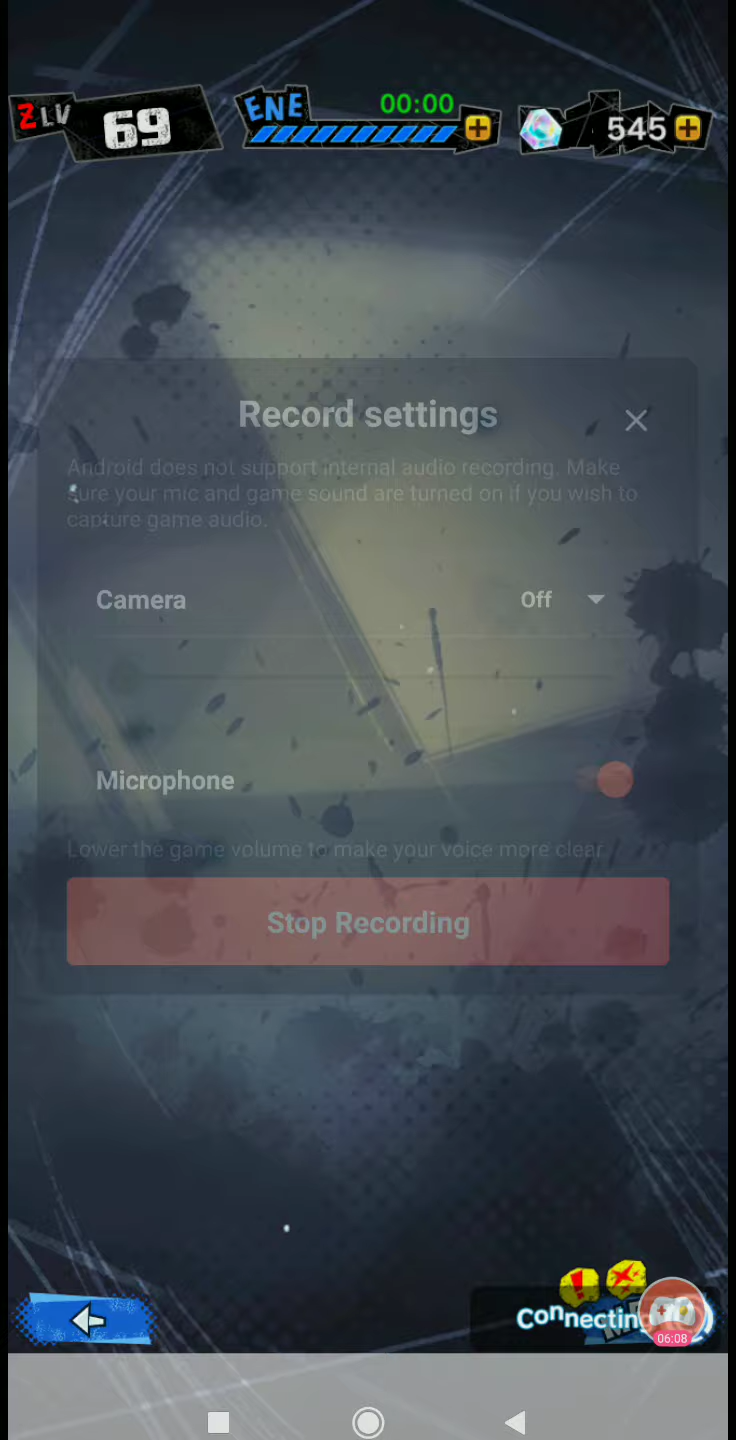 ZLV 69 ENE 00:00 545
Record settings
Android does not support internal audio recording. Make
sure your mic and game sound are turned on if you wish to
capture game audio.
Camera Off
Microphone
Lower the game volume to make your voice more clear
Stop Recording
Connectin
06:08